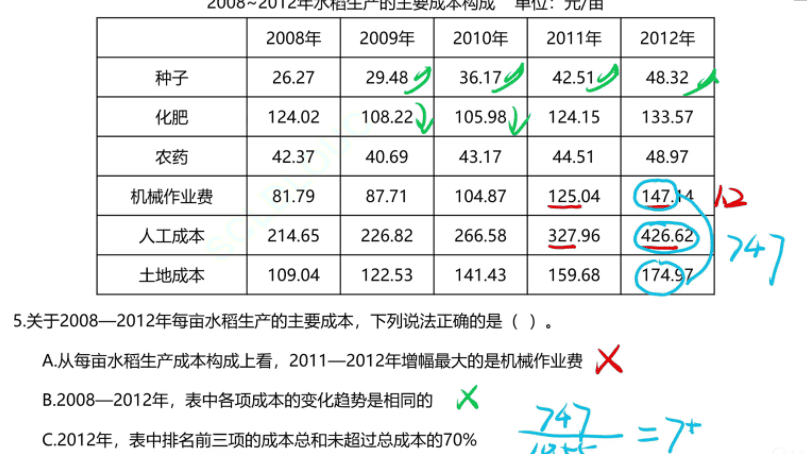 2008~2012年水稻生产的主要成本构成 单位：元/亩
2008年 2009年 2010年 2011年 2012年
种子 26.27 29.48 36.17 42.51 48.32
化肥 124.02 108.22 105.98 124.15 133.57
农药 42.37 40.69 43.17 44.51 48.97
机械作业费 81.79 87.71 104.87 125.04 147.14 12
人工成本 214.65 226.82 266.58 327.96 426.62 747
土地成本 109.04 122.53 141.43 159.68 174.97
5.关于2008—2012年每亩水稻生产的主要成本，下列说法正确的是（ ）。
A.从每亩水稻生产成本构成上看，2011—2012年增幅最大的是机械作业费
B.2008—2012年，表中各项成本的变化趋势是相同的
747
C.2012年，表中排名前三项的成本总和未超过总成本的70% =7+